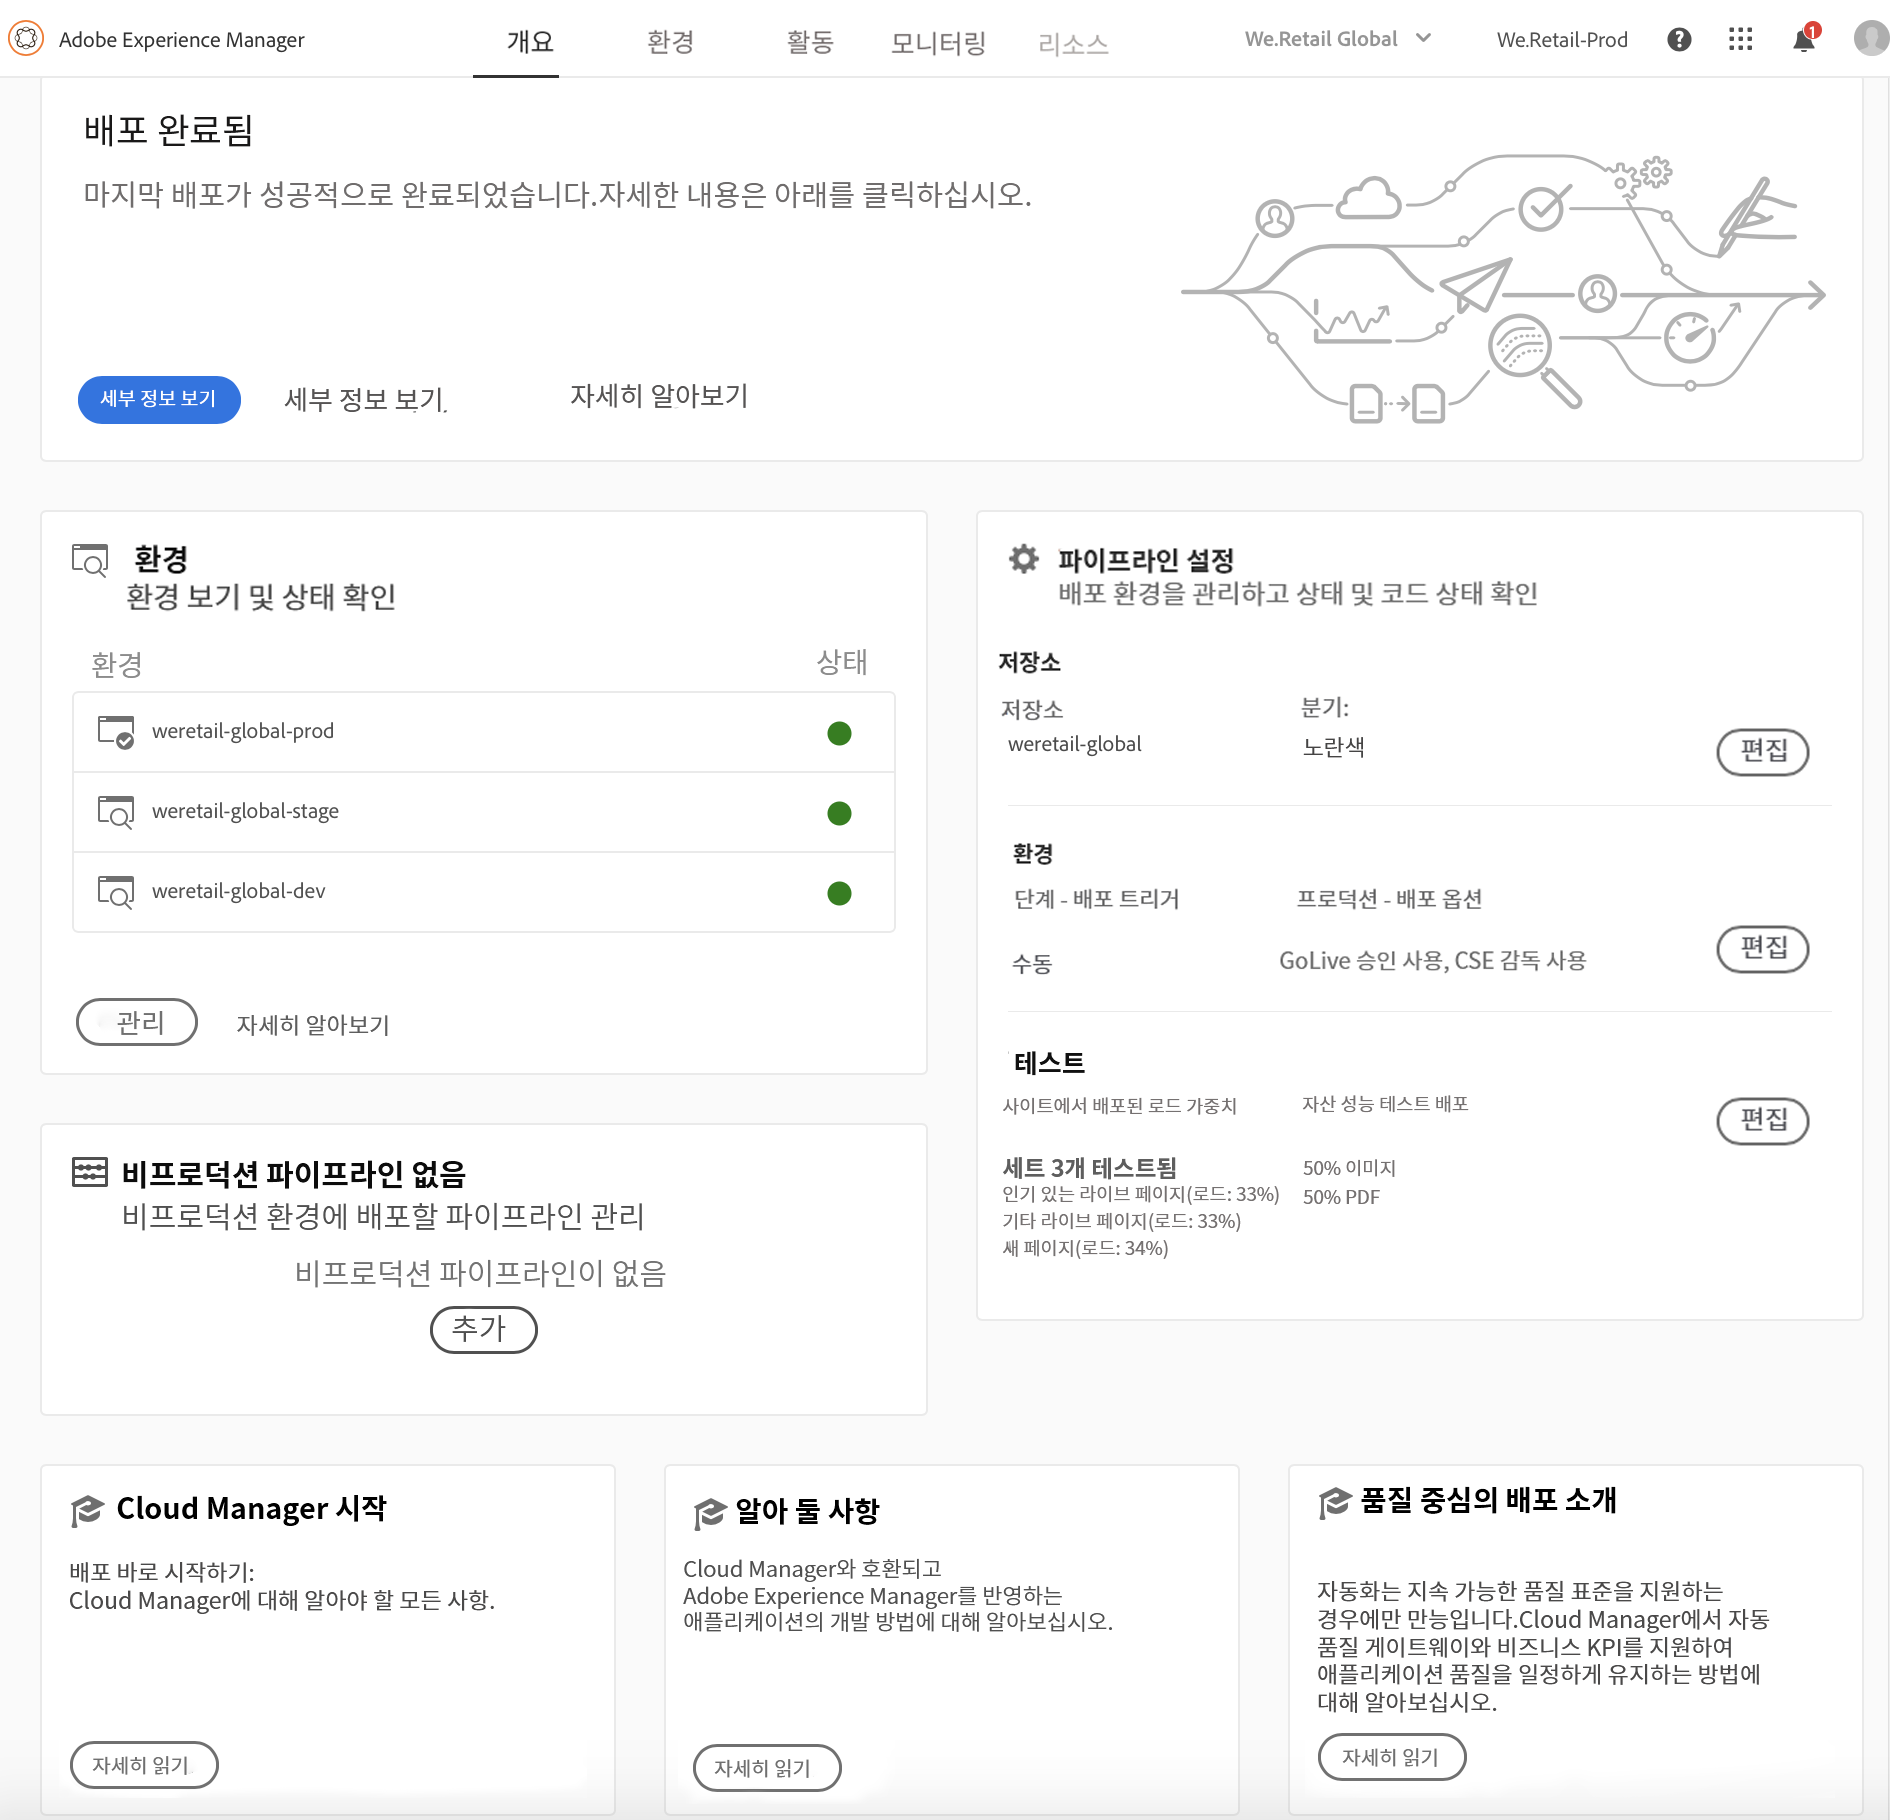 Adobe Experience Manager
개요
환경
활동
모니터링
리소스
We.Retail Global
We.Retail-Prod
1
배포 완료됨
마지막 배포가 성공적으로 완료되었습니다.자세한 내용은 아래를 클릭하십시오.
세부 정보 보기
세부 정보 보기
자세히 알아보기
환경
환경 보기 및 상태 확인
환경
상태
weretail-global-prod
weretail-global-stage
weretail-global-dev
관리
자세히 알아보기
비프로덕션 파이프라인 없음
비프로덕션 환경에 배포할 파이프라인 관리
비프로덕션 파이프라인이 없음
추가
파이프라인 설정
배포 환경을 관리하고 상태 및 코드 상태 확인
저장소
저장소
분기:
weretail-global
노란색
편집
환경
단계 - 배포 트리거
프로덕션 - 배포 옵션
수동
GoLive 승인 사용, CSE 감독 사용
편집
테스트
사이트에서 배포된 로드 가중치
자산 성능 테스트 배포
편집
세트 3개 테스트됨
50% 이미지
인기 있는 라이브 페이지(로드: 33%)
50% PDF
기타 라이브 페이지(로드: 33%)
새 페이지(로드: 34%)
Cloud Manager 시작
배포 바로 시작하기:
Cloud Manager에 대해 알아야 할 모든 사항.
자세히 읽기
알아 둘 사항
Cloud Manager와 호환되고
Adobe Experience Manager를 반영하는
애플리케이션의 개발 방법에 대해 알아보십시오.
자세히 읽기
품질 중심의 배포 소개
자동화는 지속 가능한 품질 표준을 지원하는
경우에만 만능입니다.Cloud Manager에서 자동
품질 게이트웨이와 비즈니스 KPI를 지원하여
애플리케이션 품질을 일정하게 유지하는 방법에
대해 알아보십시오.
자세히 읽기